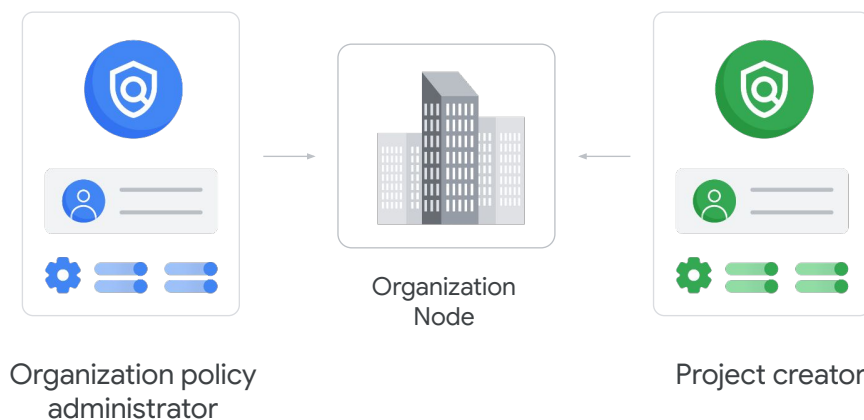 Organization
Node
Organization policy
administrator
Project creator